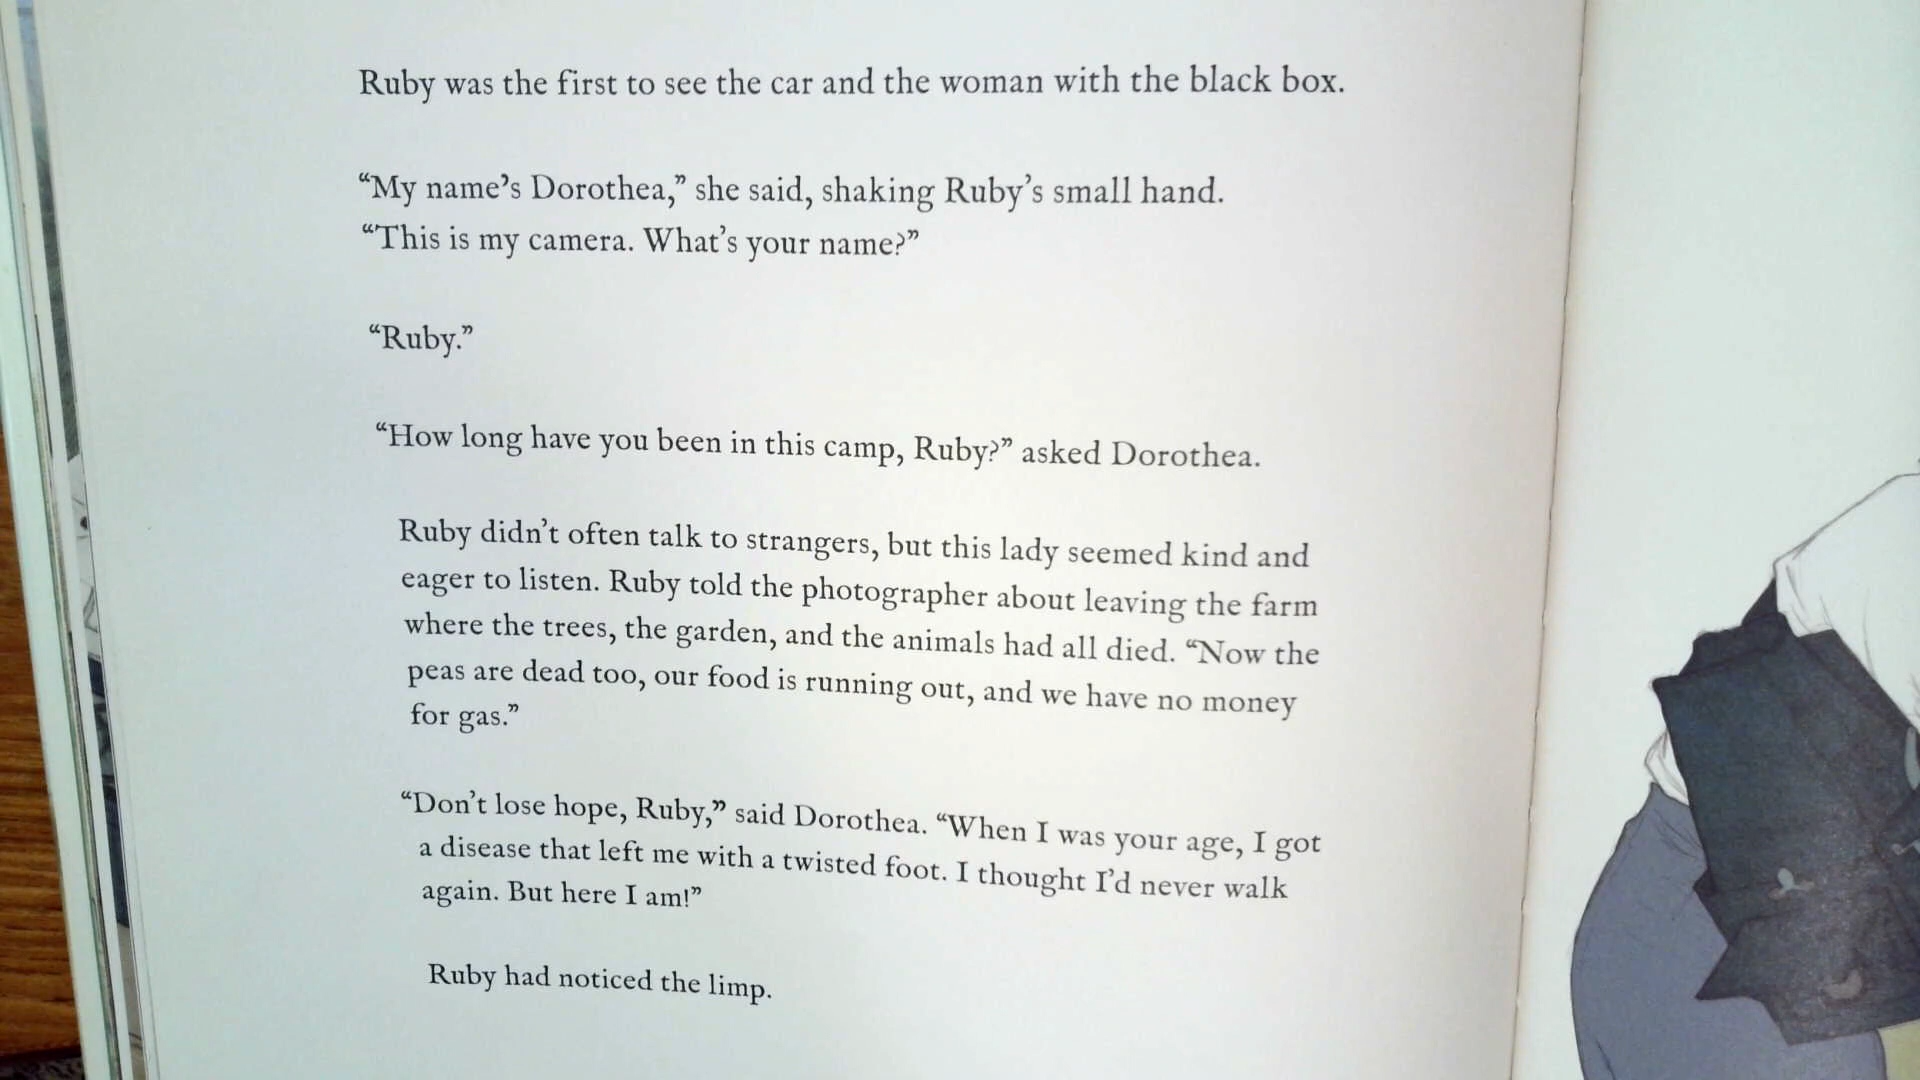 Ruby was the first to see the car and the woman with the black box.
“My name’s Dorothea,” she said, shaking Ruby’s small hand.
“This is my camera. What’s your name?”
“Ruby.”
“How long have you been in this camp, Ruby?” asked Dorothea.
Ruby didn’t often talk to strangers, but this lady seemed kind and
eager to listen. Ruby told the photographer about leaving the farm
where the trees, the garden, and the animals had all died. “Now the
peas are dead too, our food is running out, and we have no money
for gas.”
“Don’t lose hope, Ruby,” said Dorothea. “When I was your age, I got
a disease that left me with a twisted foot. I thought I’d never walk
again. But here I am!”
Ruby had noticed the limp.